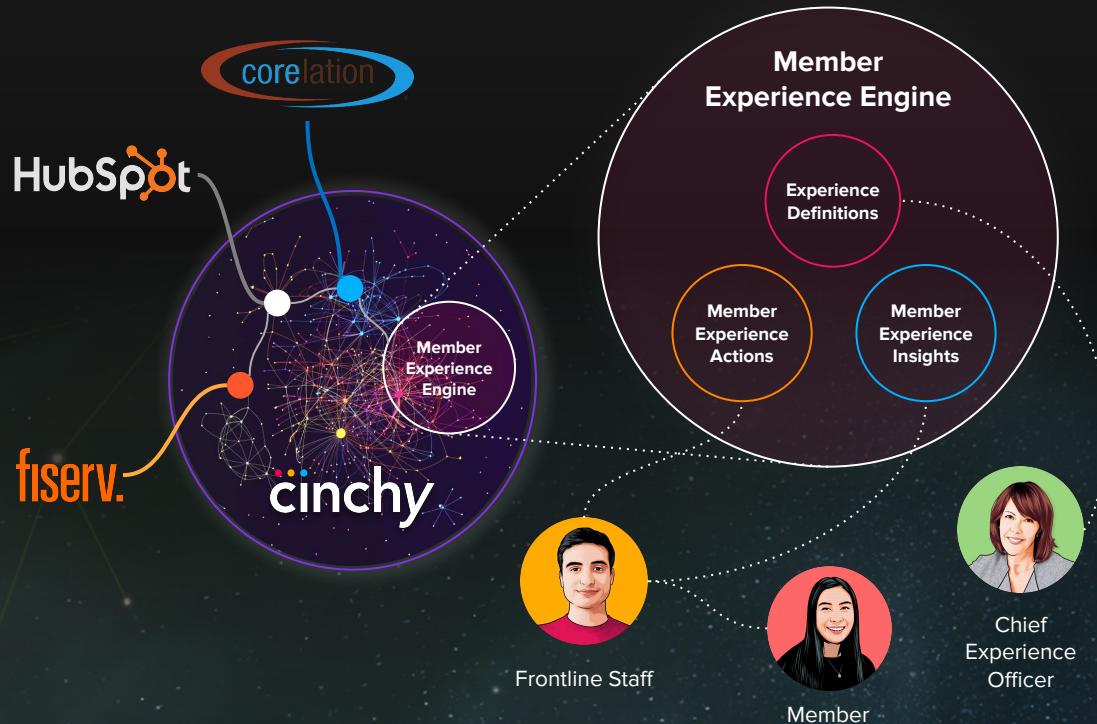 corelation
HubSpot
fiserv.
Member
Experience
Engine
cinchy
Member
Experience Engine
Experience
Definitions
Member
Experience
Actions
Member
Experience
Insights
Frontline Staff
Member
Chief
Experience
Officer